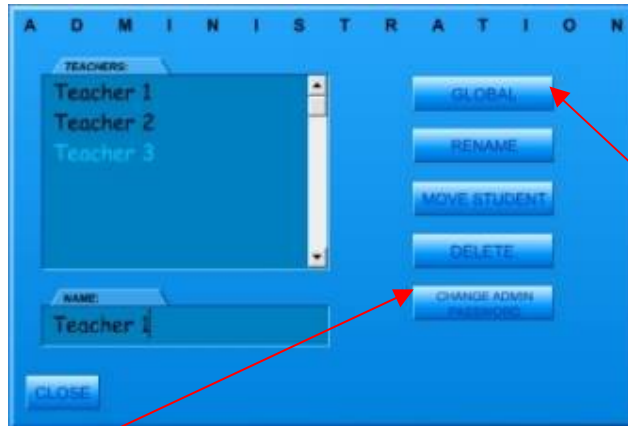 A D M I N I S T R A T I O N
TEACHERS:
Teacher 1
Teacher 2
Teacher 3
GLOBAL
RENAME
MOVE STUDENT
DELETE
CHANGE ADMIN
PASSWORD
NAME:
Teacher 1
CLOSE